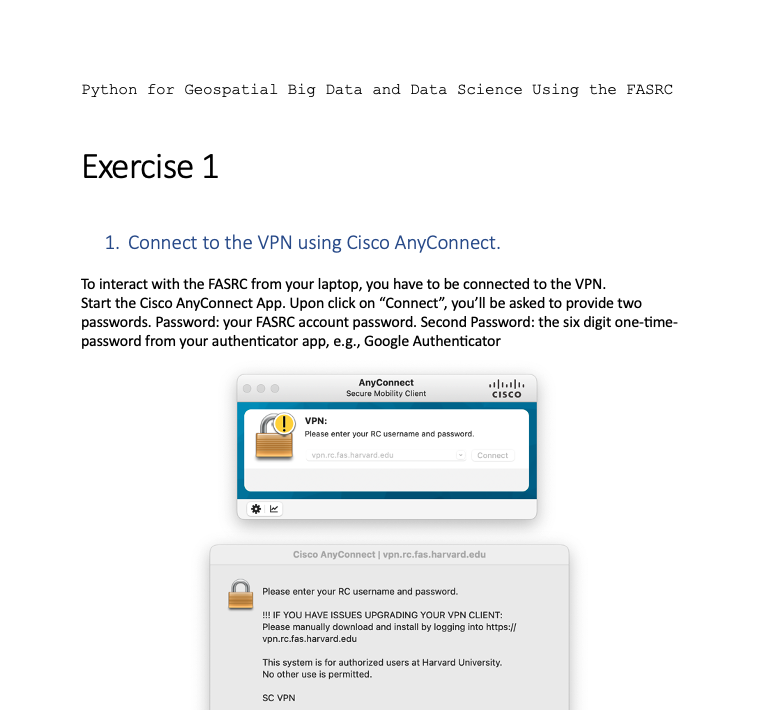 Python for Geospatial Big Data and Data Science Using the FASRC
Exercise 1
1. Connect to the VPN using Cisco AnyConnect.
To interact with the FASRC from your laptop, you have to be connected to the VPN.
Start the Cisco AnyConnect App. Upon click on “Connect”, you’ll be asked to provide two
passwords. Password: your FASRC account password. Second Password: the six digit one-time-
password from your authenticator app, e.g., Google Authenticator
AnyConnect
Secure Mobility Client
CISCO
VPN:
Please enter your RC username and password.
vpn.rc.fas.harvard.edu
Connect
Cisco AnyConnect | vpn.rc.fas.harvard.edu
Please enter your RC username and password.
!!! IF YOU HAVE ISSUES UPGRADING YOUR VPN CLIENT:
Please manually download and install by logging into https://
vpn.rc.fas.harvard.edu
This system is for authorized users at Harvard University.
No other use is permitted.
SC VPN